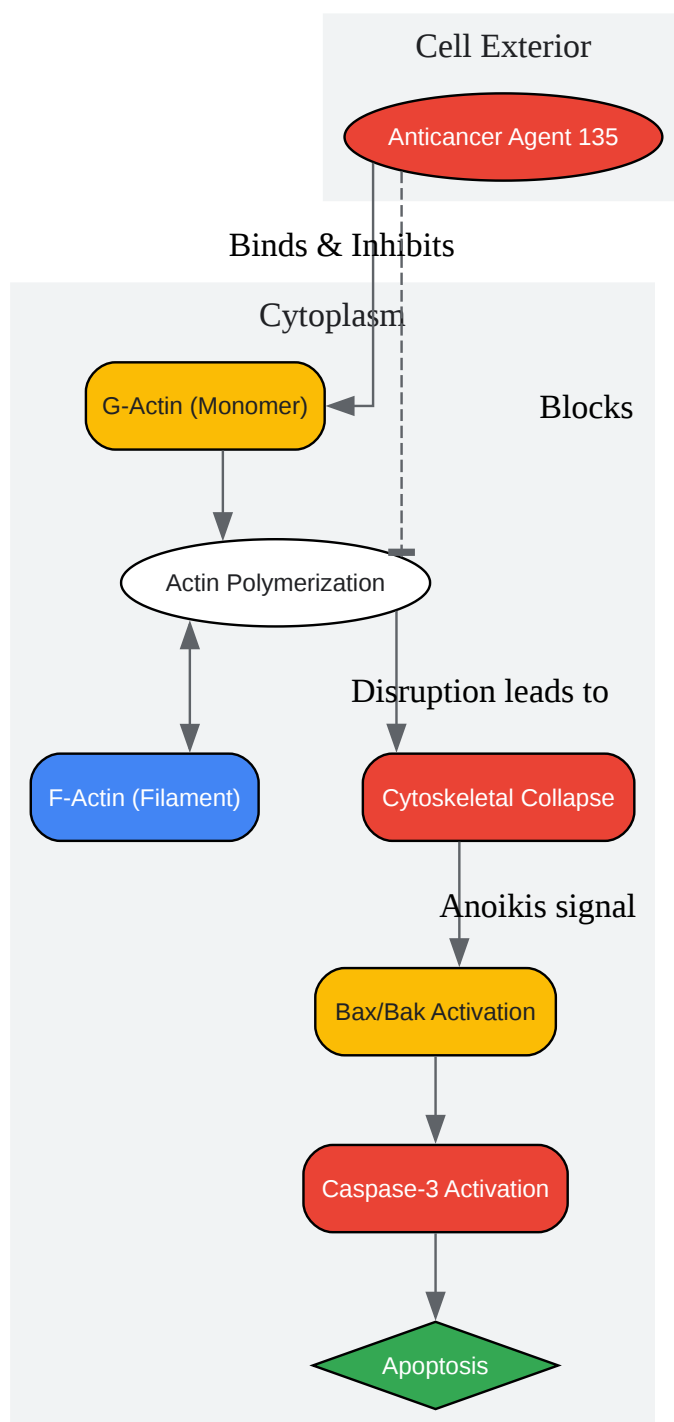 Cell Exterior
Anticancer Agent 135
Binds & Inhibits
Cytoplasm
G-Actin (Monomer)
Blocks
Actin Polymerization
Disruption leads to
F-Actin (Filament)
Cytoskeletal Collapse
Anoikis signal
Bax/Bak Activation
Caspase-3 Activation
Apoptosis